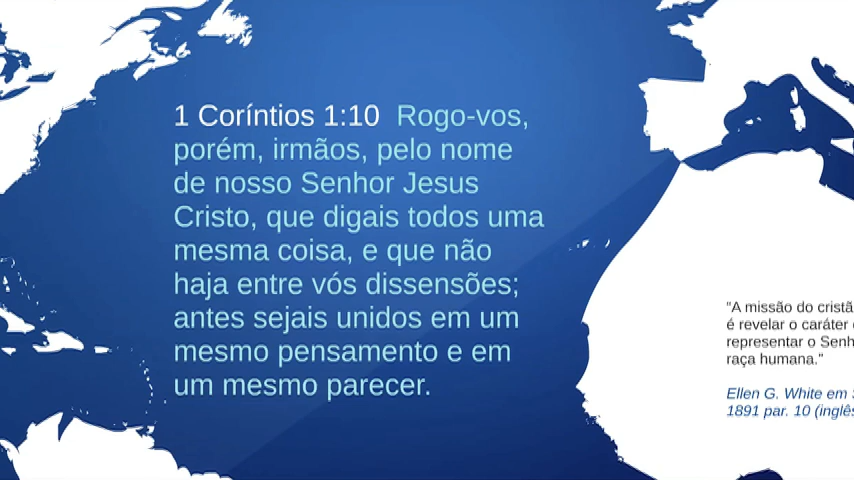 1 Coríntios 1:10 Rogo-vos,
porém, irmãos, pelo nome
de nosso Senhor Jesus
Cristo, que digais todos uma
mesma coisa, e que não
haja entre vós dissensões;
antes sejais unidos em um
mesmo pensamento e em
um mesmo parecer.
"A missão do cristã
é revelar o caráter
representar o Senh
raça humana."
Ellen G. White em
1891 par. 10 (inglês